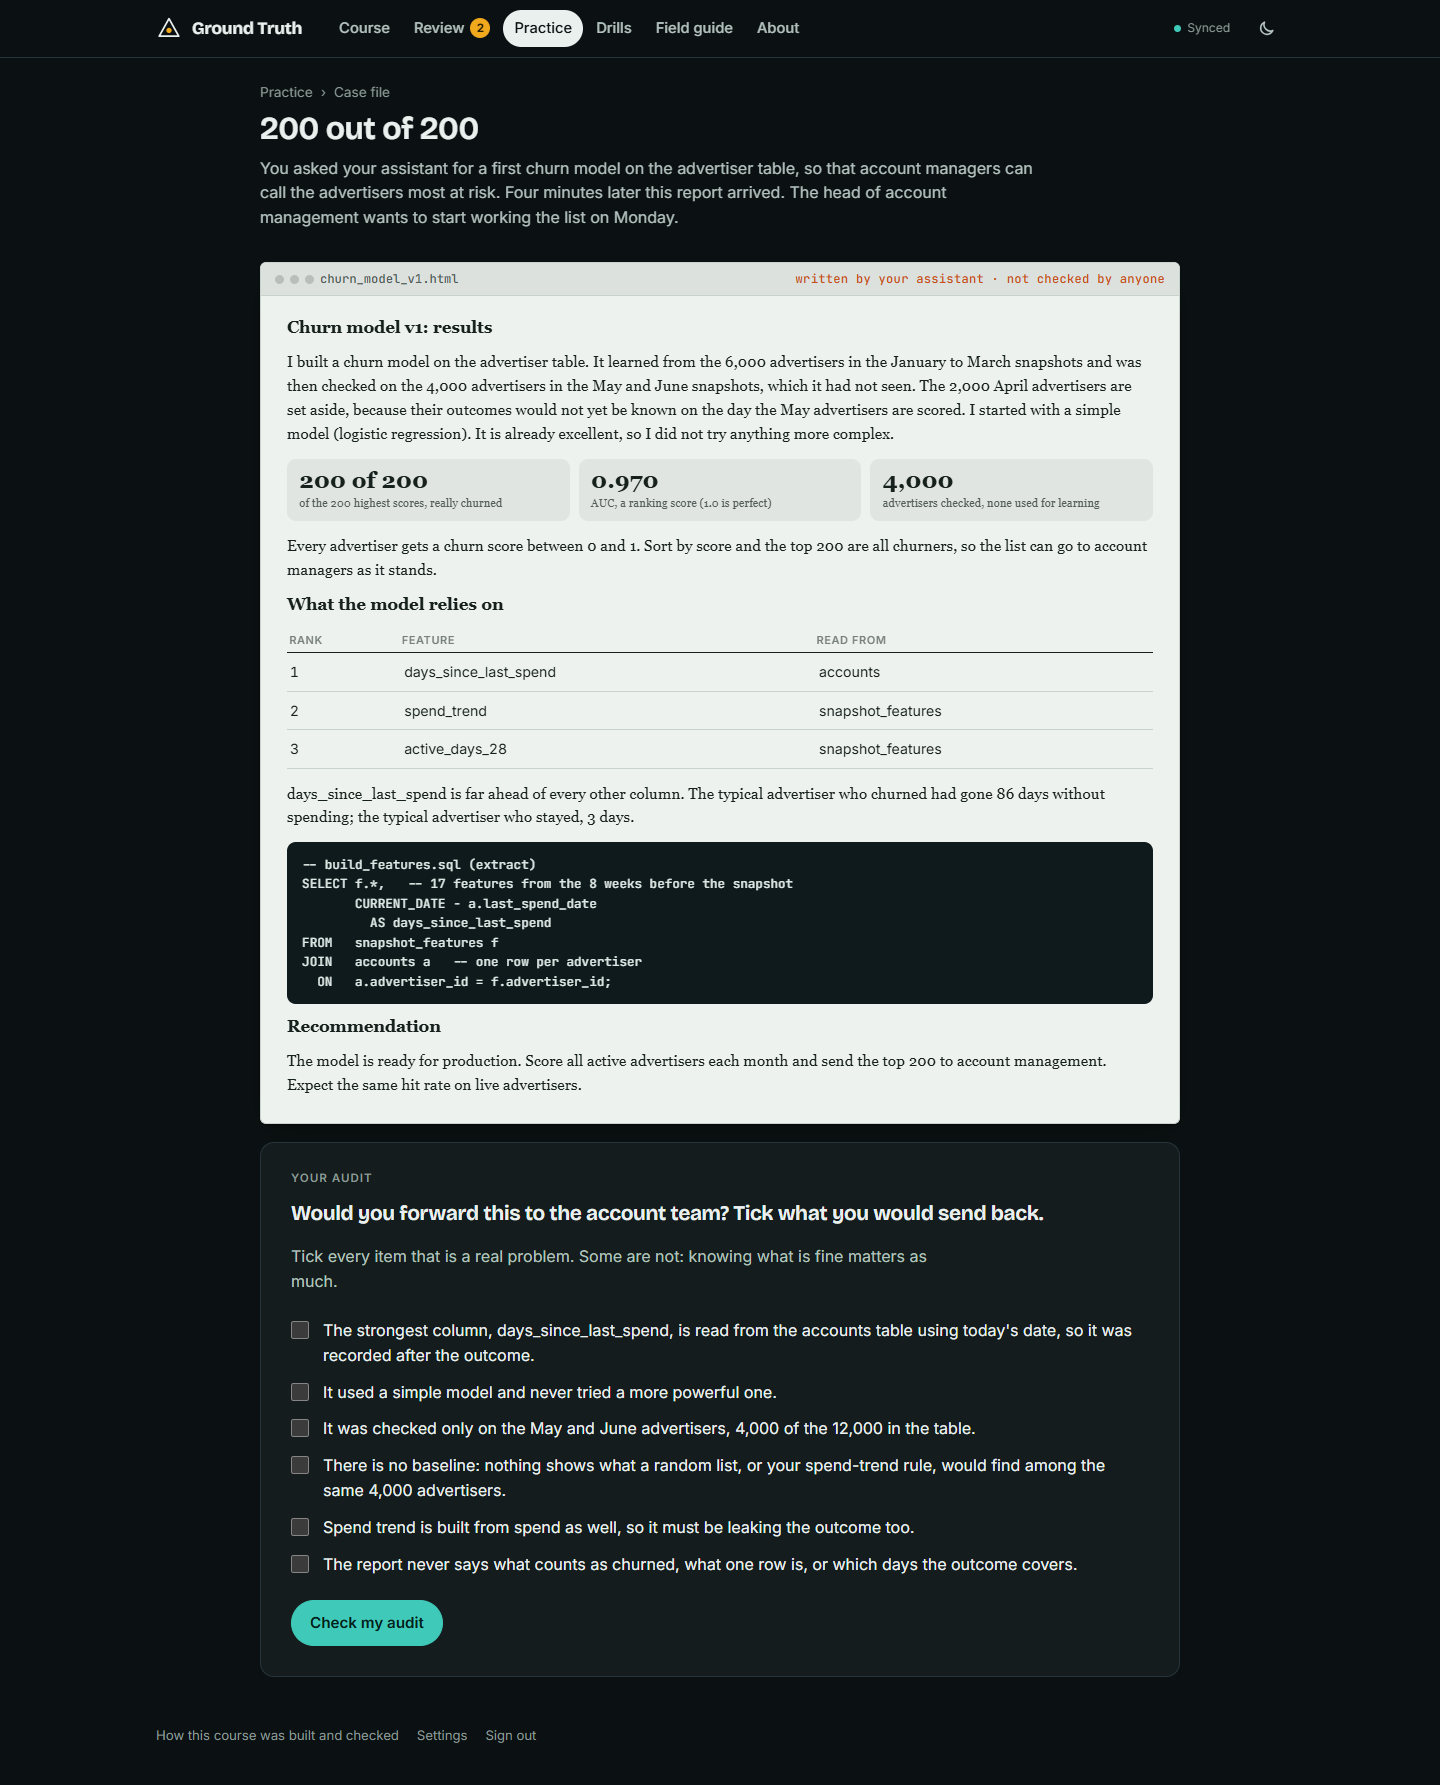 Ground Truth
Course
Review 2
Practice
Drills
Field guide
About
Synced
Practice › Case file
200 out of 200
You asked your assistant for a first churn model on the advertiser table, so that account managers can
call the advertisers most at risk. Four minutes later this report arrived. The head of account
management wants to start working the list on Monday.
churn_model_v1.html
written by your assistant · not checked by anyone
Churn model v1: results
I built a churn model on the advertiser table. It learned from the 6,000 advertisers in the January to March snapshots and was
then checked on the 4,000 advertisers in the May and June snapshots, which it had not seen. The 2,000 April advertisers are
set aside, because their outcomes would not yet be known on the day the May advertisers are scored. I started with a simple
model (logistic regression). It is already excellent, so I did not try anything more complex.
200 of 200
of the 200 highest scores, really churned
0.970
AUC, a ranking score (1.0 is perfect)
4,000
advertisers checked, none used for learning
Every advertiser gets a churn score between 0 and 1. Sort by score and the top 200 are all churners, so the list can go to account
managers as it stands.
What the model relies on
RANK FEATURE READ FROM
1 days_since_last_spend accounts
2 spend_trend snapshot_features
3 active_days_28 snapshot_features
days_since_last_spend is far ahead of every other column. The typical advertiser who churned had gone 86 days without
spending; the typical advertiser who stayed, 3 days.
-- build_features.sql (extract)
SELECT f.*,   -- 17 features from the 8 weeks before the snapshot
       CURRENT_DATE - a.last_spend_date
         AS days_since_last_spend
FROM   snapshot_features f
JOIN   accounts a   -- one row per advertiser
  ON   a.advertiser_id = f.advertiser_id;
Recommendation
The model is ready for production. Score all active advertisers each month and send the top 200 to account management.
Expect the same hit rate on live advertisers.
YOUR AUDIT
Would you forward this to the account team? Tick what you would send back.
Tick every item that is a real problem. Some are not: knowing what is fine matters as
much.
The strongest column, days_since_last_spend, is read from the accounts table using today's date, so it was
recorded after the outcome.
It used a simple model and never tried a more powerful one.
It was checked only on the May and June advertisers, 4,000 of the 12,000 in the table.
There is no baseline: nothing shows what a random list, or your spend-trend rule, would find among the
same 4,000 advertisers.
Spend trend is built from spend as well, so it must be leaking the outcome too.
The report never says what counts as churned, what one row is, or which days the outcome covers.
Check my audit
How this course was built and checked
Settings
Sign out